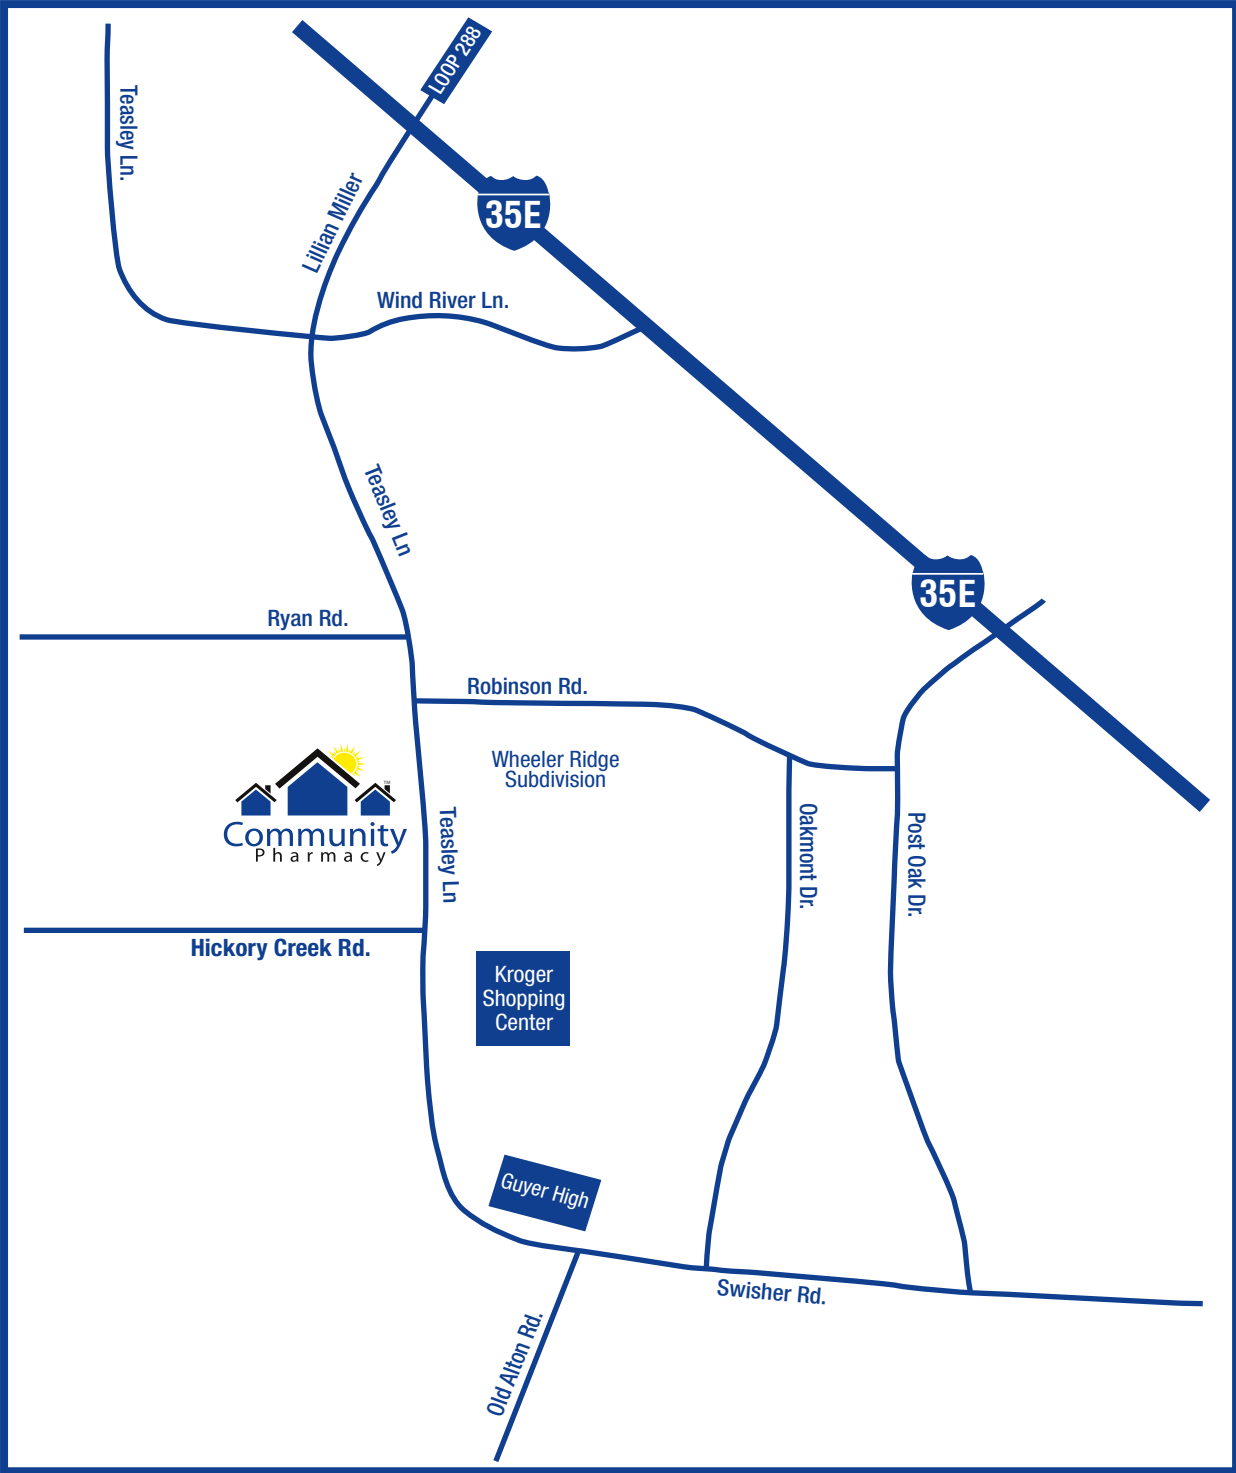 LOOP 288
Teasley Ln.
Lillian Miller
35E
Wind River Ln.
Teasley Ln
35E
Ryan Rd.
Robinson Rd.
Wheeler Ridge
Subdivision
TM
Community
Pharmacy
Teasley Ln
Oakmont Dr.
Post Oak Dr.
Hickory Creek Rd.
Kroger
Shopping
Center
Guyer High
Swisher Rd.
Old Alton Rd.